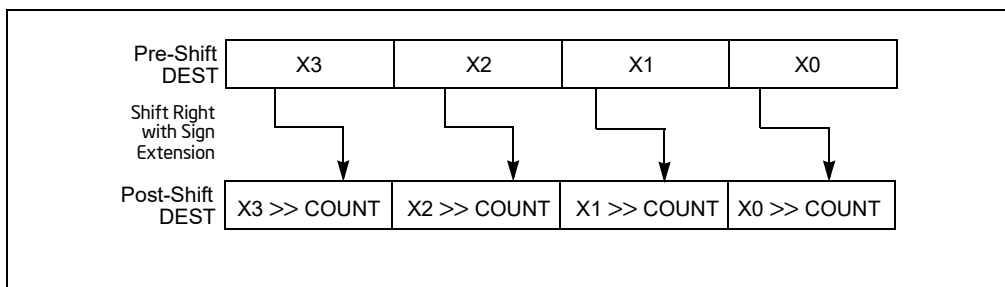 Pre-Shift
DEST
X3 X2 X1 X0
Shift Right
with Sign
Extension
Post-Shift
DEST
X3 >> COUNT X2 >> COUNT X1 >> COUNT X0 >> COUNT